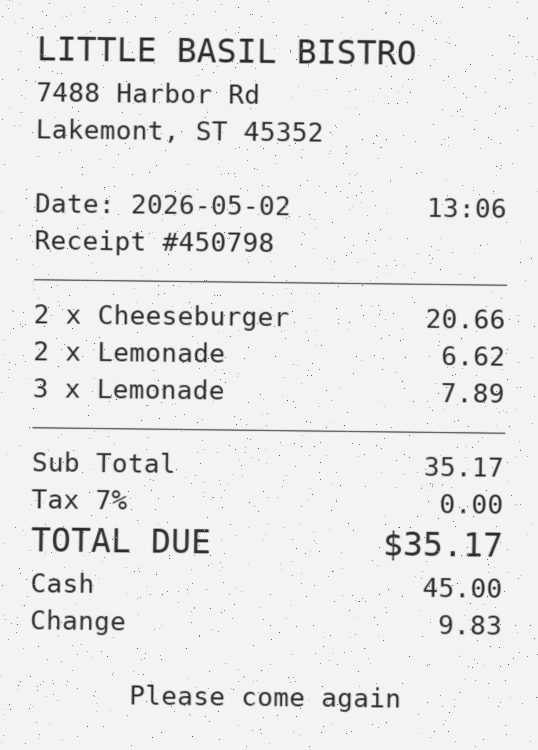 LITTLE BASIL BISTRO
7488 Harbor Rd
Lakemont, ST 45352
Date: 2026-05-02 13:06
Receipt #450798
2 x Cheeseburger 20.66
2 x Lemonade 6.62
3 x Lemonade 7.89
Sub Total 35.17
Tax 7% 0.00
TOTAL DUE $35.17
Cash 45.00
Change 9.83
Please come again